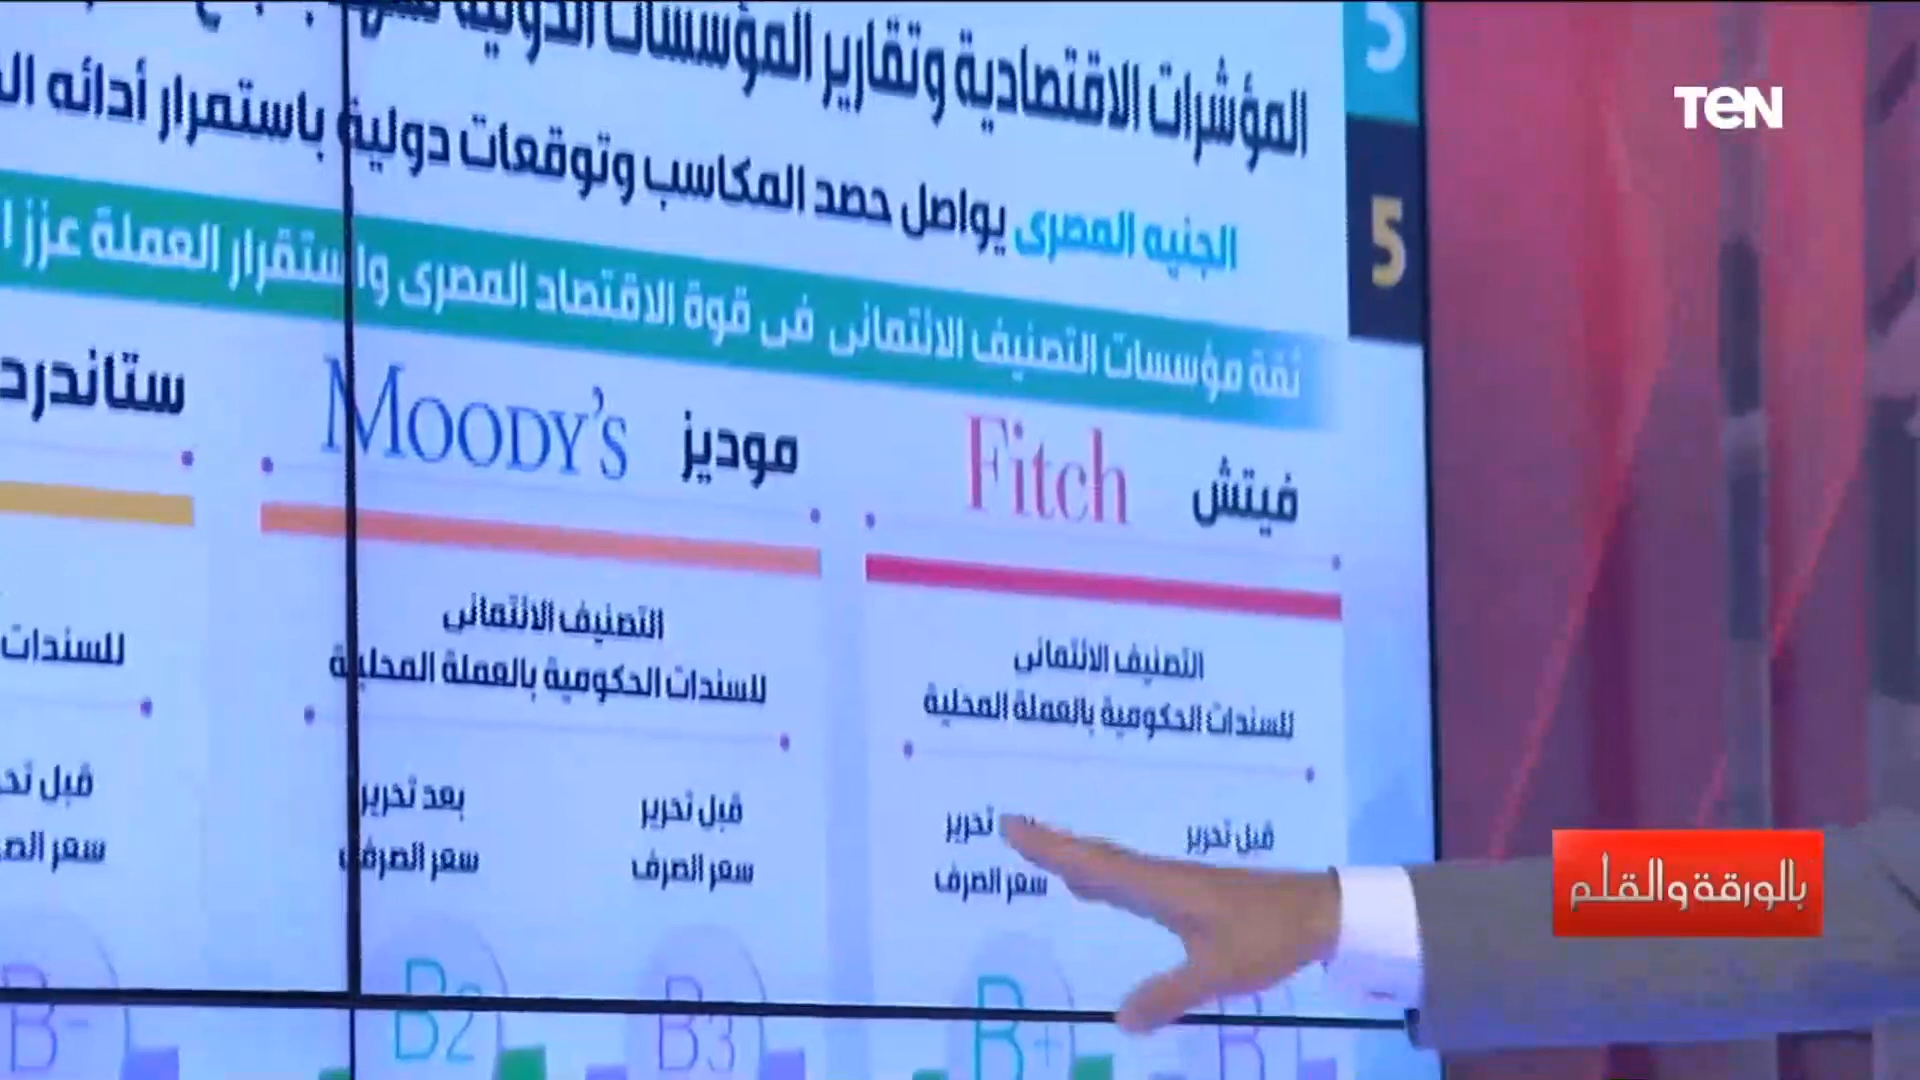 المؤشرات الاقتصادية وتقارير المؤسسات الدولية
الجنيه المصرى يواصل حصد المكاسب وتوقعات دولية باستمرار أدائه
ثقة مؤسسات التصنيف الائتمانى فى قوة الاقتصاد المصرى واستقرار العملة عزز
5
5
TeN
فيتش Fitch
التصنيف الائتمانى
للسندات الحكومية بالعملة المحلية
قبل تحرير
تحرير
سعر الصرف
B+
موديز MOODY'S
التصنيف الائتمانى
للسندات الحكومية بالعملة المحلية
قبل تحرير
سعر الصرف
B3
بعد تحرير
سعر الصرف
B2
ستاندرد
للسندات
قبل
سعر
B-
بالورقة والقلم